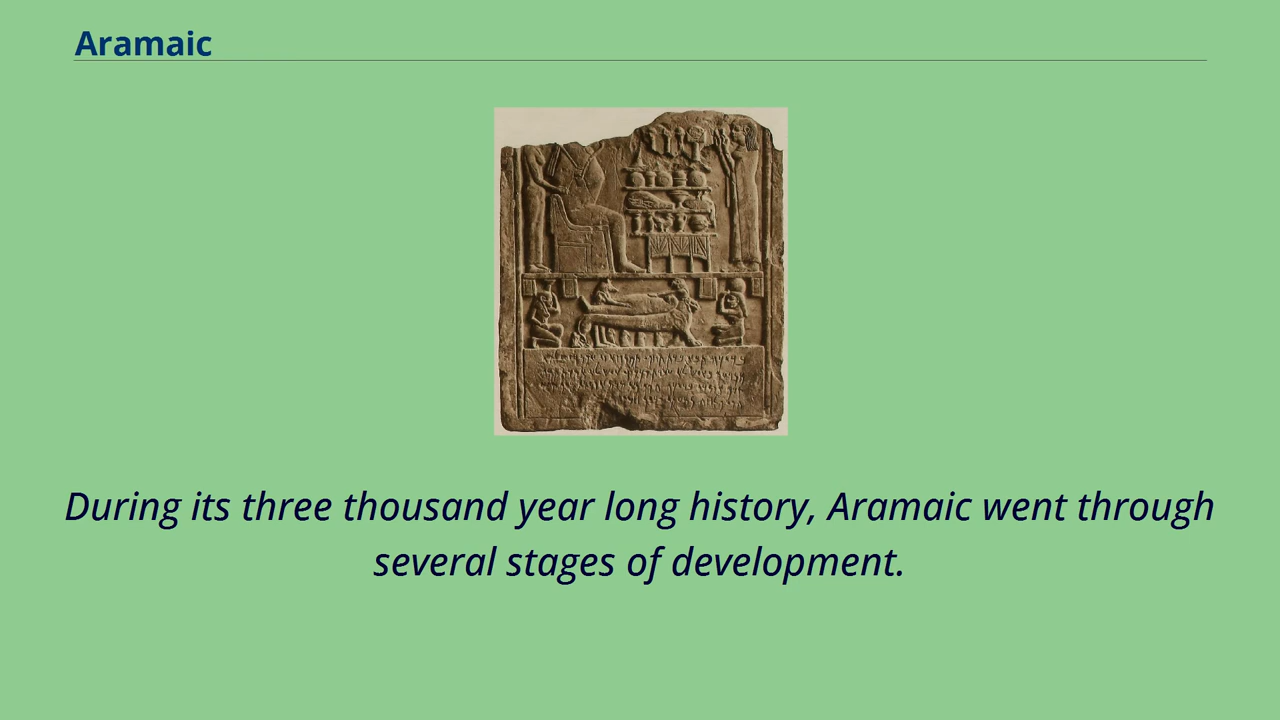 Aramaic
During its three thousand year long history, Aramaic went through
several stages of development.